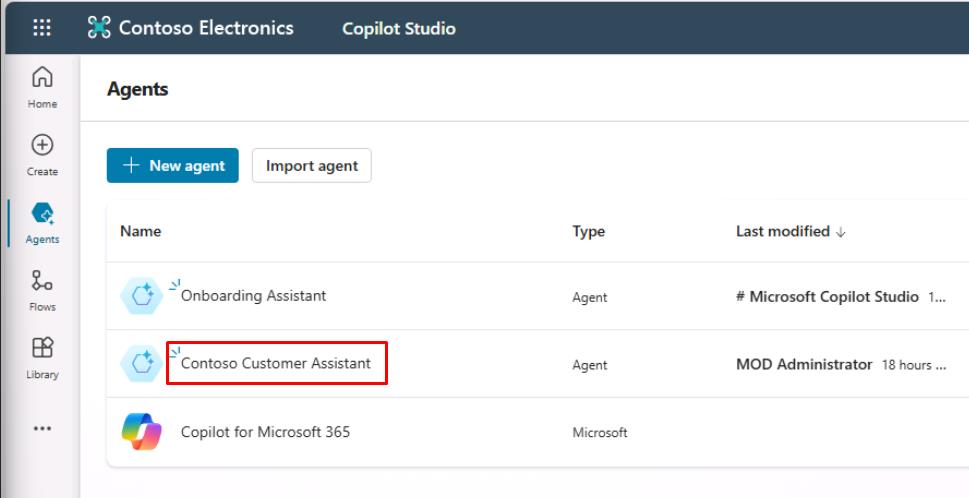 Contoso Electronics Copilot Studio
Home
Create
Agents
Flows
Library
Agents
New agent Import agent
Name Type Last modified
Onboarding Assistant Agent # Microsoft Copilot Studio 1...
Contoso Customer Assistant Agent MOD Administrator 18 hours ...
Copilot for Microsoft 365 Microsoft